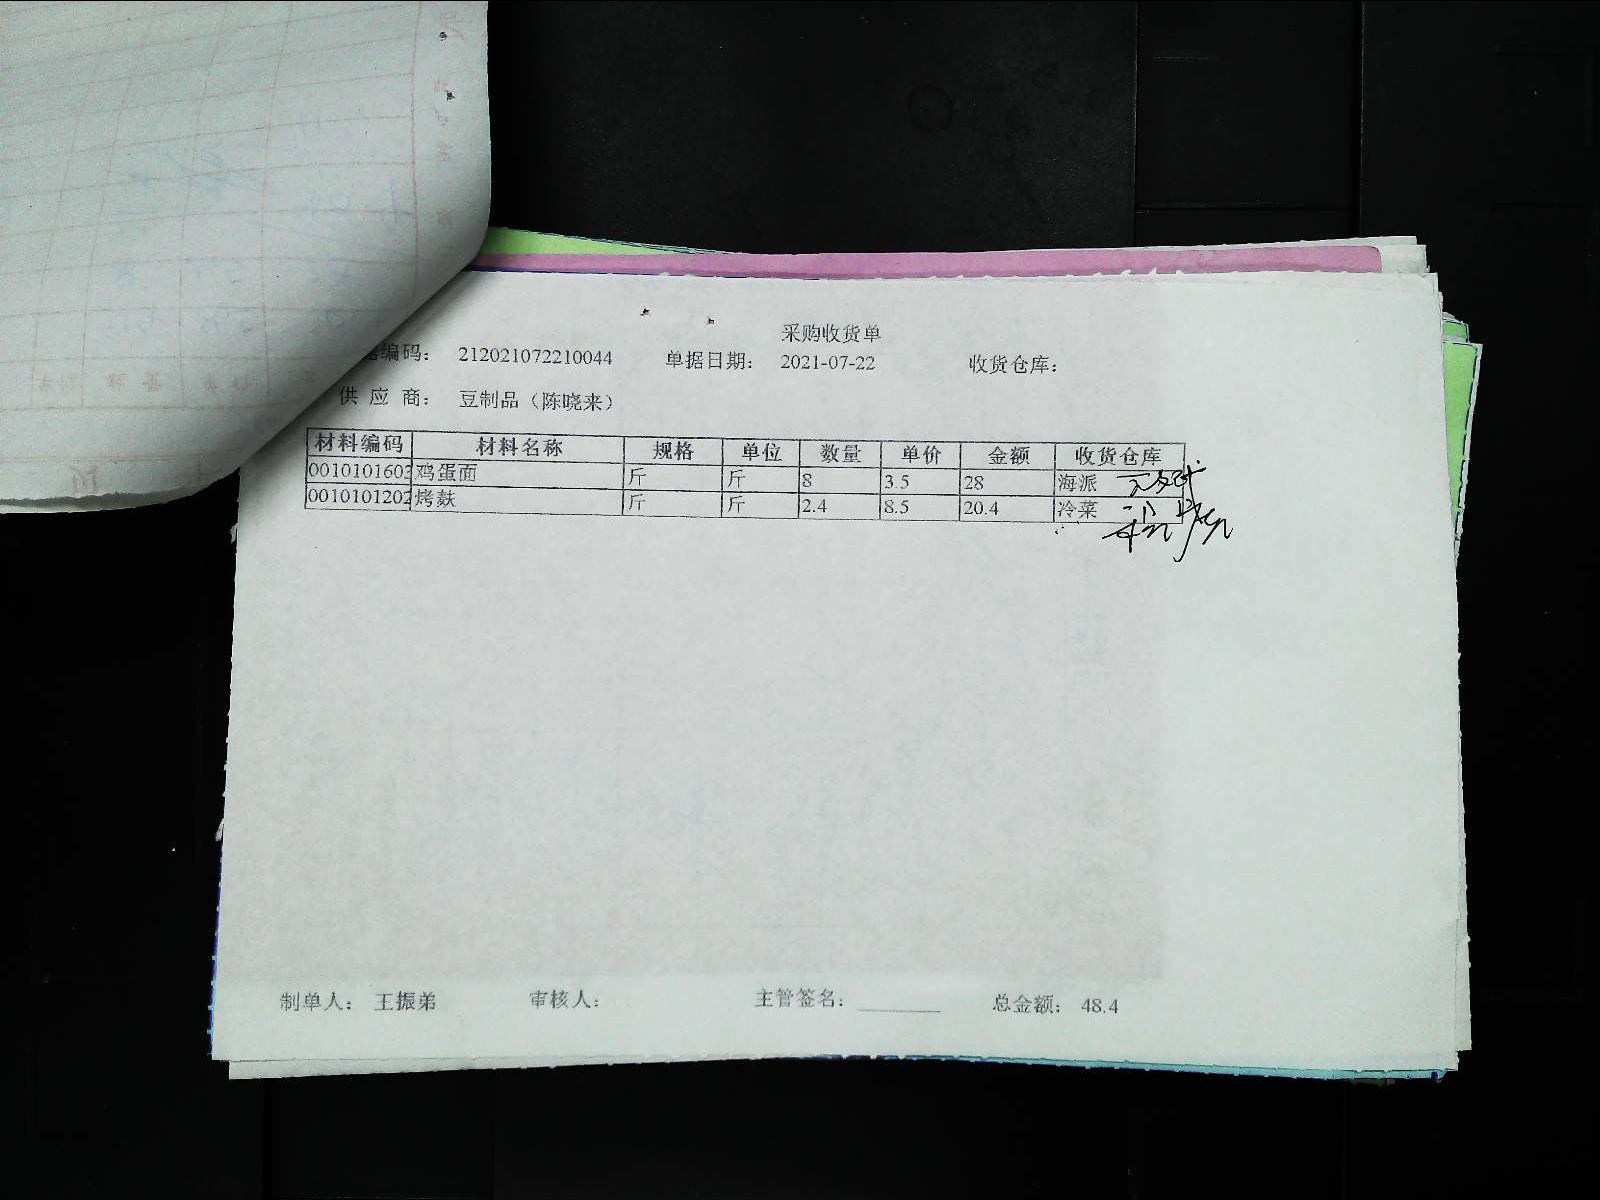 采购收货单
编码： 212021072210044 单据日期： 2021-07-22 收货仓库：
供 应 商： 豆制品（陈晓来）
材料编码 材料名称 规格 单位 数量 单价 金额 收货仓库
0010101603 鸡蛋面 斤 斤 8 3.5 28 海派
0010101202 烤麸 斤 斤 2.4 8.5 20.4 冷菜
制单人： 王振弟 审核人： 主管签名： 总金额： 48.4